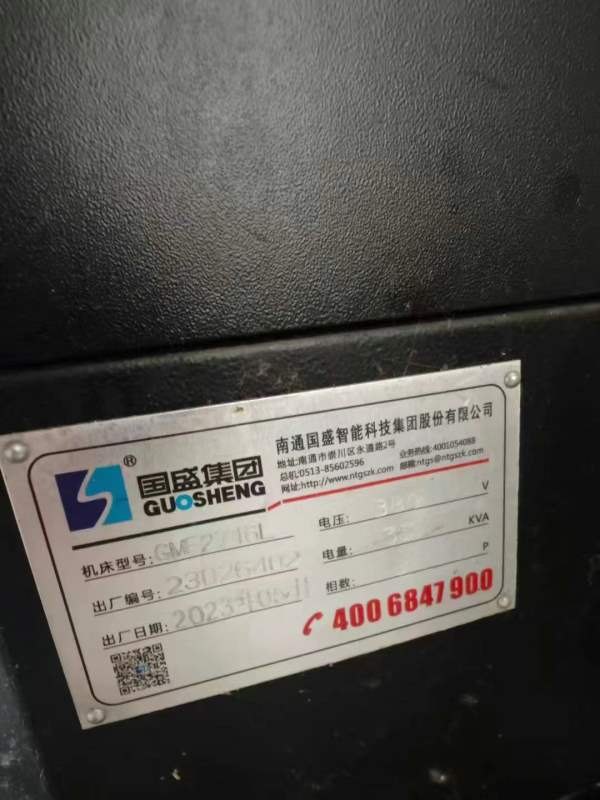 南通国盛智能科技集团股份有限公司
地址:南通市崇川区永通路2号
总机:0513-85602596 业务热线:4001054088
网址:http://www.ntgszk.com 邮箱:ntgs@ntgszk.com
®
国盛集团
GUOSHENG
机床型号:
出厂编号:
出厂日期: 2023
电压: V
电量: KVA
相数: P
400 6847 900